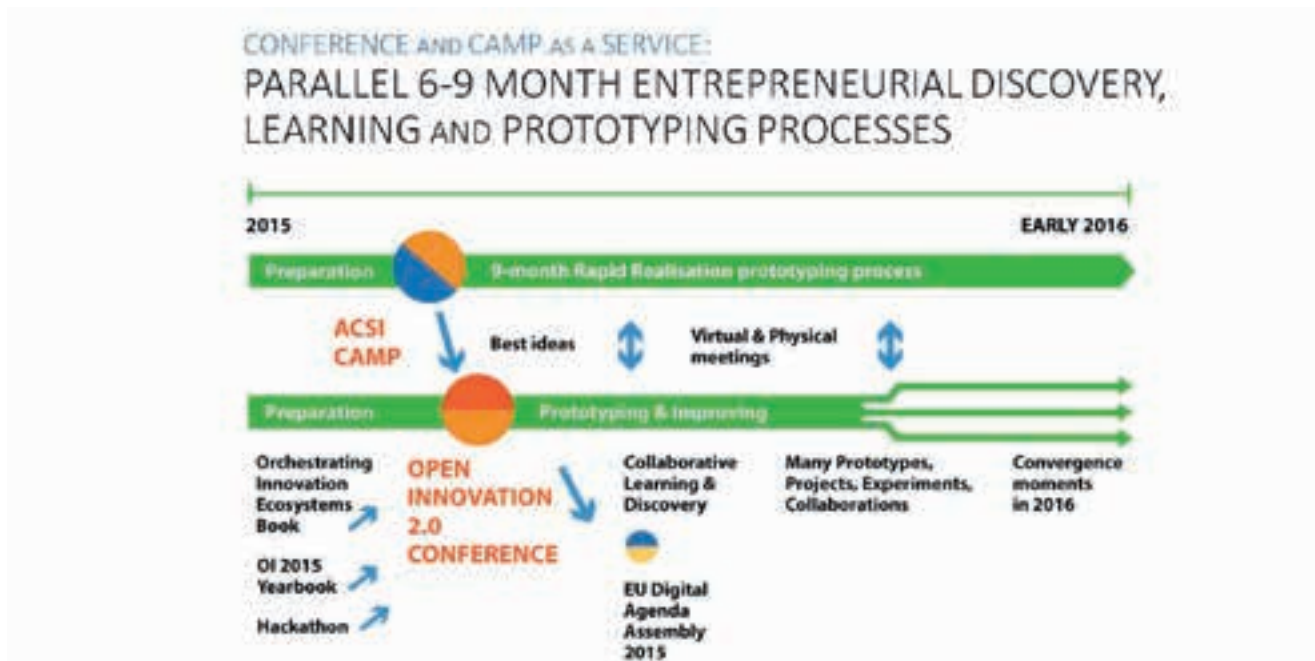 CONFERENCE AND CAMP AS A SERVICE:
PARALLEL 6-9 MONTH ENTREPRENEURIAL DISCOVERY,
LEARNING AND PROTOTYPING PROCESSES
2015
EARLY 2016
Preparation
9-month Rapid Realisation prototyping process
ACSI
CAMP
Best ideas
Virtual & Physical
meetings
Preparation
Prototyping & Improving
Orchestrating
Innovation
Ecosystems
Book
OI 2015
Yearbook
Hackathon
OPEN
INNOVATION
2.0
CONFERENCE
Collaborative
Learning &
Discovery
EU Digital
Agenda
Assembly
2015
Many Prototypes,
Projects, Experiments,
Collaborations
Convergence
moments
in 2016